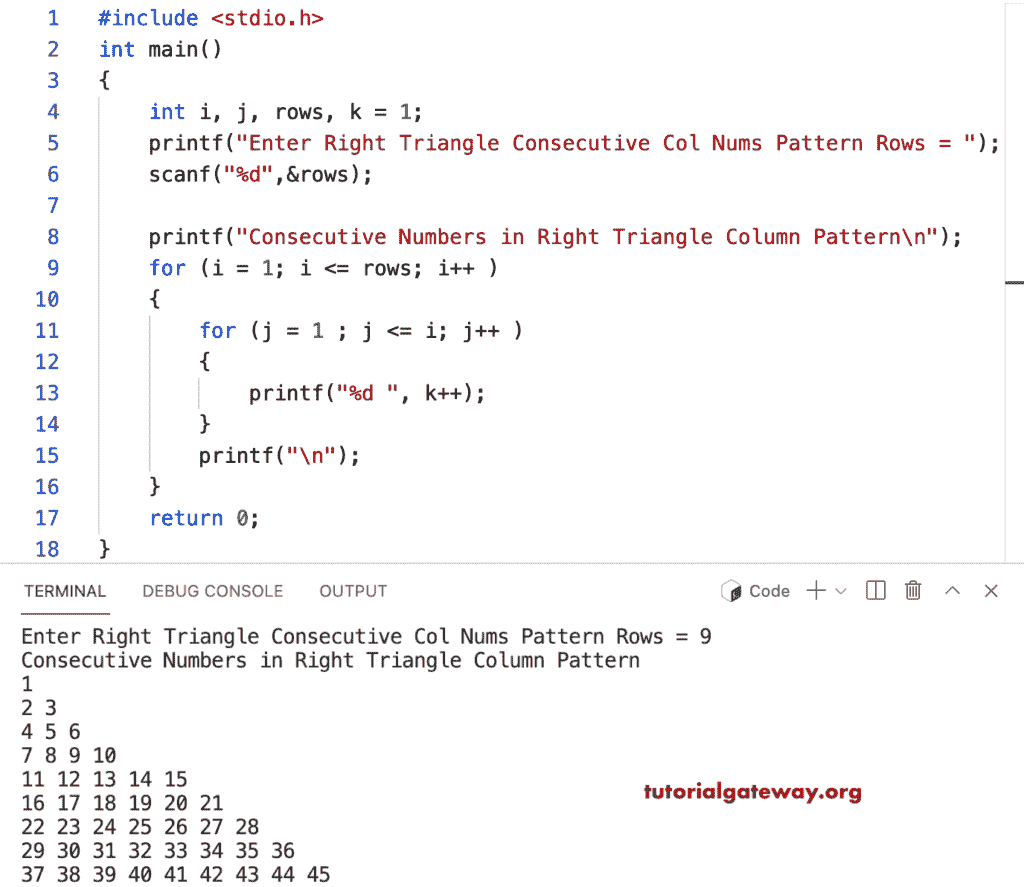 1 #include <stdio.h>
2 int main()
3 {
4 int i, j, rows, k = 1;
5 printf("Enter Right Triangle Consecutive Col Nums Pattern Rows = ");
6 scanf("%d",&rows);
7
8 printf("Consecutive Numbers in Right Triangle Column Pattern\n");
9 for (i = 1; i <= rows; i++ )
10 {
11 for (j = 1 ; j <= i; j++ )
12 {
13 printf("%d ", k++);
14 }
15 printf("\n");
16 }
17 return 0;
18 }
TERMINAL DEBUG CONSOLE OUTPUT Code
Enter Right Triangle Consecutive Col Nums Pattern Rows = 9
Consecutive Numbers in Right Triangle Column Pattern
1
2 3
4 5 6
7 8 9 10
11 12 13 14 15
16 17 18 19 20 21
22 23 24 25 26 27 28
29 30 31 32 33 34 35 36
37 38 39 40 41 42 43 44 45
tutorialgateway.org